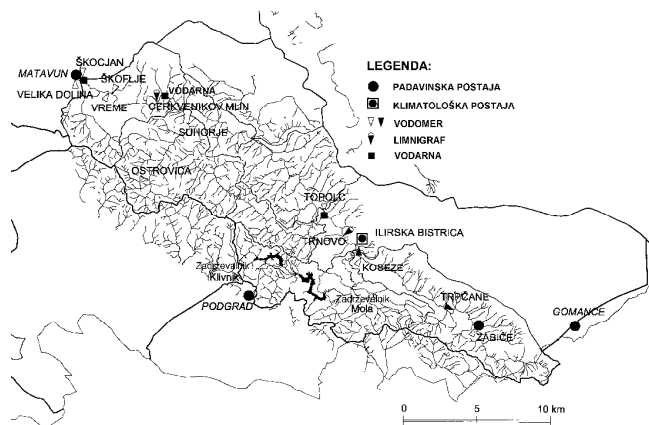 ŠKOCJAN
MATAVUN
ŠKOFLJE
VELIKA DOLINA
VREME
VODARNA
CERKVENIKOV MLIN
SUHORJE
OSTROVICA
TOPOLC
TRNOVO
ILIRSKA BISTRICA
KOSEZE
Zadrževalnik
Klivnik
PODGRAD
Zadrževalnik
Mola
TRPČANE
ZABIČE
GOMANCE
LEGENDA:
PADAVINSKA POSTAJA
KLIMATOLOŠKA POSTAJA
VODOMER
LIMNIGRAF
VODARNA
0 5 10 km